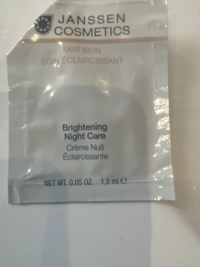 JANSSEN
COSMETICS
FAIR SKIN
SOIN ÉCLAIRCISSANT
Brightening
Night Care
Crème Nuit
Éclaircissante
NET WT. 0.05 OZ. 1,5 ml ℮